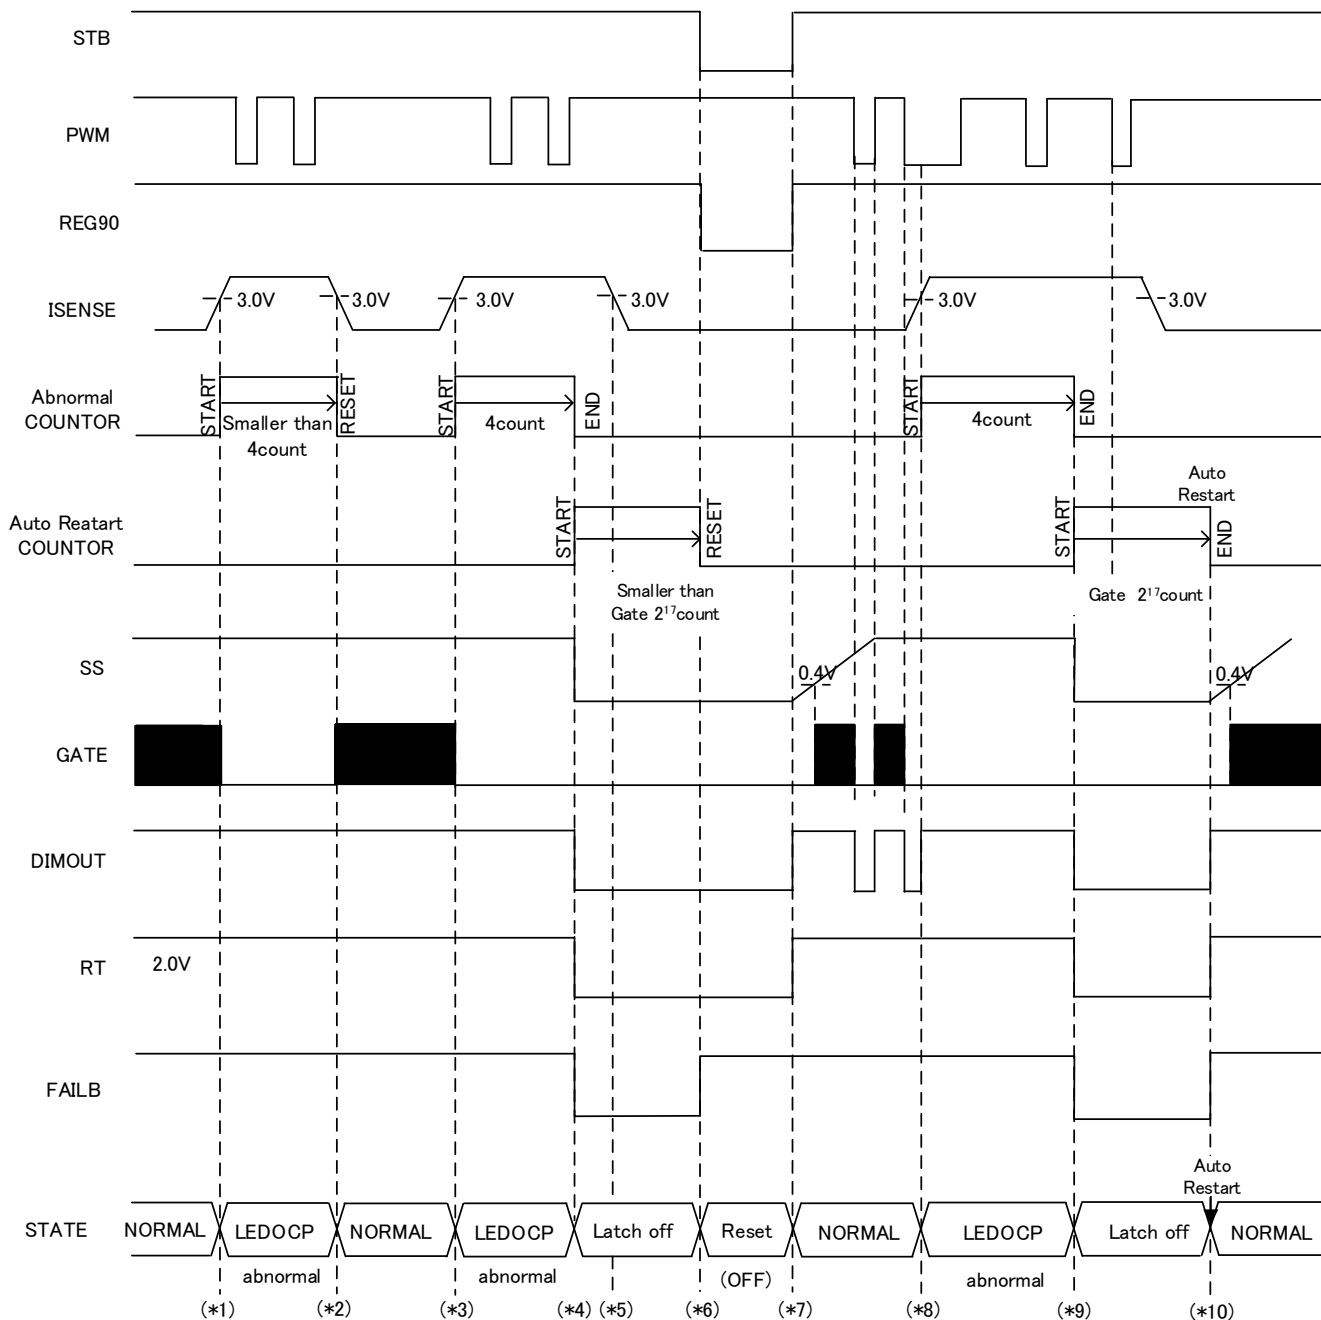 STB
PWM
REG90
ISENSE
3.0V
3.0V
3.0V
3.0V
3.0V
3.0V
Abnormal
COUNTOR
START
RESET
Smaller than
4count
START
END
4count
START
END
4count
Auto Reatart
COUNTOR
START
RESET
Smaller than
Gate 2¹⁷count
START
END
Auto
Restart
Gate 2¹⁷count
SS
0.4V
0.4V
GATE
DIMOUT
RT
2.0V
FAILB
Auto
Restart
STATE
NORMAL
LEDOCP
NORMAL
LEDOCP
Latch off
Reset
NORMAL
LEDOCP
Latch off
NORMAL
abnormal
abnormal
(OFF)
abnormal
(*1)
(*2)
(*3)
(*4)
(*5)
(*6)
(*7)
(*8)
(*9)
(*10)